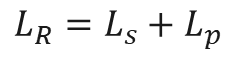 L_R = L_s + L_p